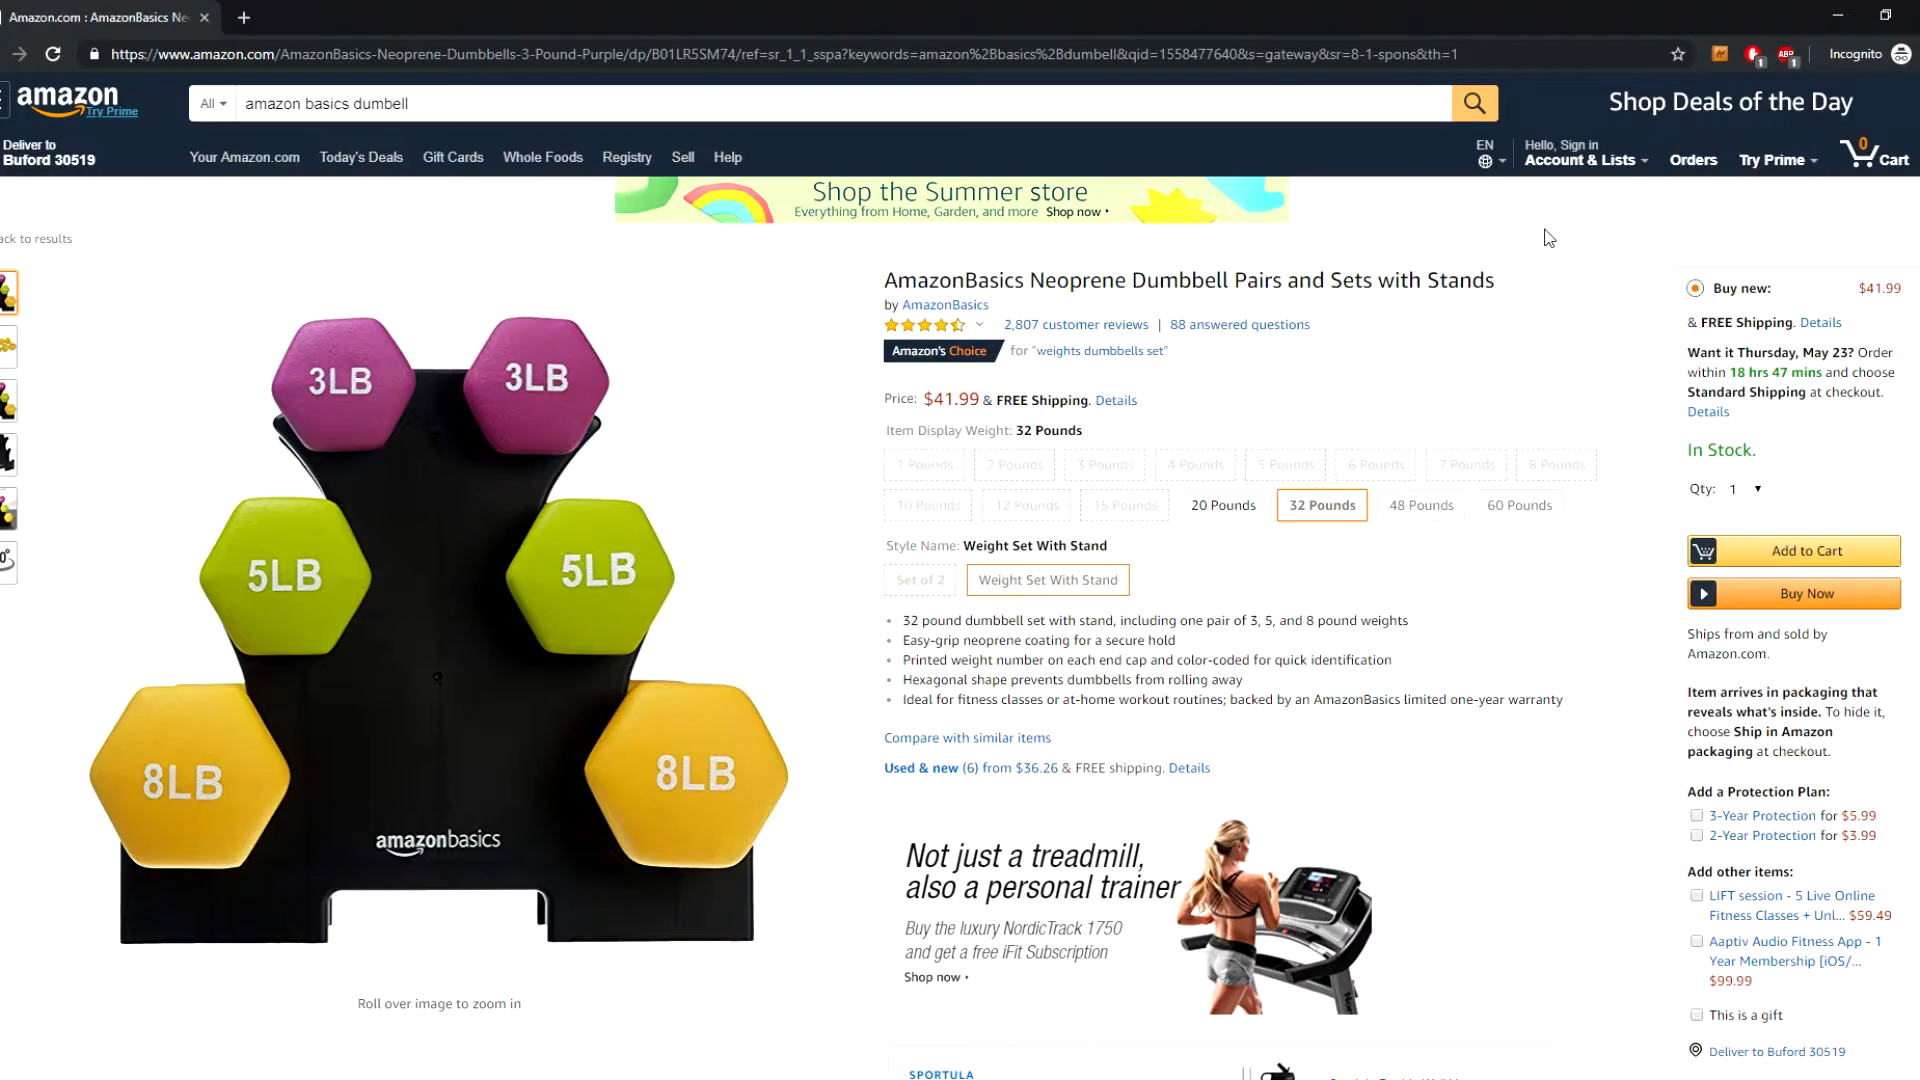 Amazon.com : AmazonBasics Ne
https://www.amazon.com/AmazonBasics-Neoprene-Dumbbells-3-Pound-Purple/dp/B01LR5SM74/ref=sr_1_1_sspa?keywords=amazon%2Bbasics%2Bdumbell&qid=1558477640&s=gateway&sr=8-1-spons&th=1
1
ABP
1
Incognito
amazon
Try Prime
All
amazon basics dumbell
Shop Deals of the Day
Deliver to
Buford 30519
Your Amazon.com
Today's Deals
Gift Cards
Whole Foods
Registry
Sell
Help
EN
Hello, Sign in
Account & Lists
Orders
Try Prime
0
Cart
Shop the Summer store
Everything from Home, Garden, and more Shop now
ack to results
3LB
3LB
5LB
5LB
8LB
8LB
amazonbasics
Roll over image to zoom in
AmazonBasics Neoprene Dumbbell Pairs and Sets with Stands
by AmazonBasics
2,807 customer reviews | 88 answered questions
Amazon's Choice for "weights dumbbells set"
Price: $41.99 & FREE Shipping. Details
Item Display Weight: 32 Pounds
1 Pounds
2 Pounds
3 Pounds
4 Pounds
5 Pounds
6 Pounds
7 Pounds
8 Pounds
10 Pounds
12 Pounds
15 Pounds
20 Pounds
32 Pounds
48 Pounds
60 Pounds
Style Name: Weight Set With Stand
Set of 2
Weight Set With Stand
• 32 pound dumbbell set with stand, including one pair of 3, 5, and 8 pound weights
• Easy-grip neoprene coating for a secure hold
• Printed weight number on each end cap and color-coded for quick identification
• Hexagonal shape prevents dumbbells from rolling away
• Ideal for fitness classes or at-home workout routines; backed by an AmazonBasics limited one-year warranty
Compare with similar items
Used & new (6) from $36.26 & FREE shipping. Details
Not just a treadmill,
also a personal trainer
Buy the luxury NordicTrack 1750
and get a free iFit Subscription
Shop now
SPORTULA
Buy new: $41.99
& FREE Shipping. Details
Want it Thursday, May 23? Order
within 18 hrs 47 mins and choose
Standard Shipping at checkout.
Details
In Stock.
Qty: 1
Add to Cart
Buy Now
Ships from and sold by
Amazon.com.
Item arrives in packaging that
reveals what's inside. To hide it,
choose Ship in Amazon
packaging at checkout.
Add a Protection Plan:
3-Year Protection for $5.99
2-Year Protection for $3.99
Add other items:
LIFT session - 5 Live Online
Fitness Classes + Unl... $59.49
Aaptiv Audio Fitness App - 1
Year Membership [iOS/...
$99.99
This is a gift
Deliver to Buford 30519